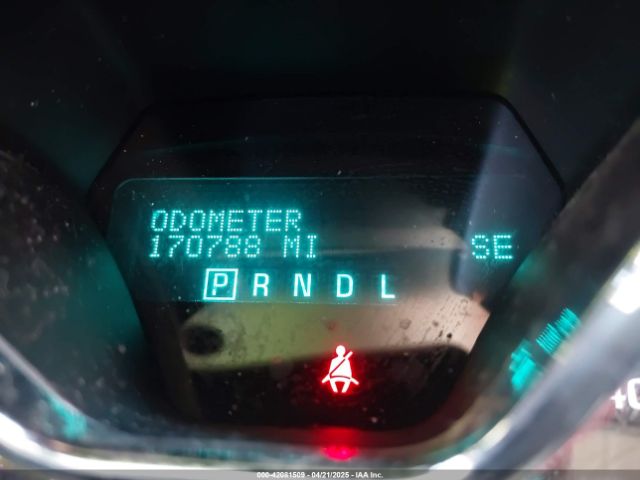 ODOMETER
170788 MI SE
P R N D L
000-42081509 - 04/21/2025 - IAA Inc.